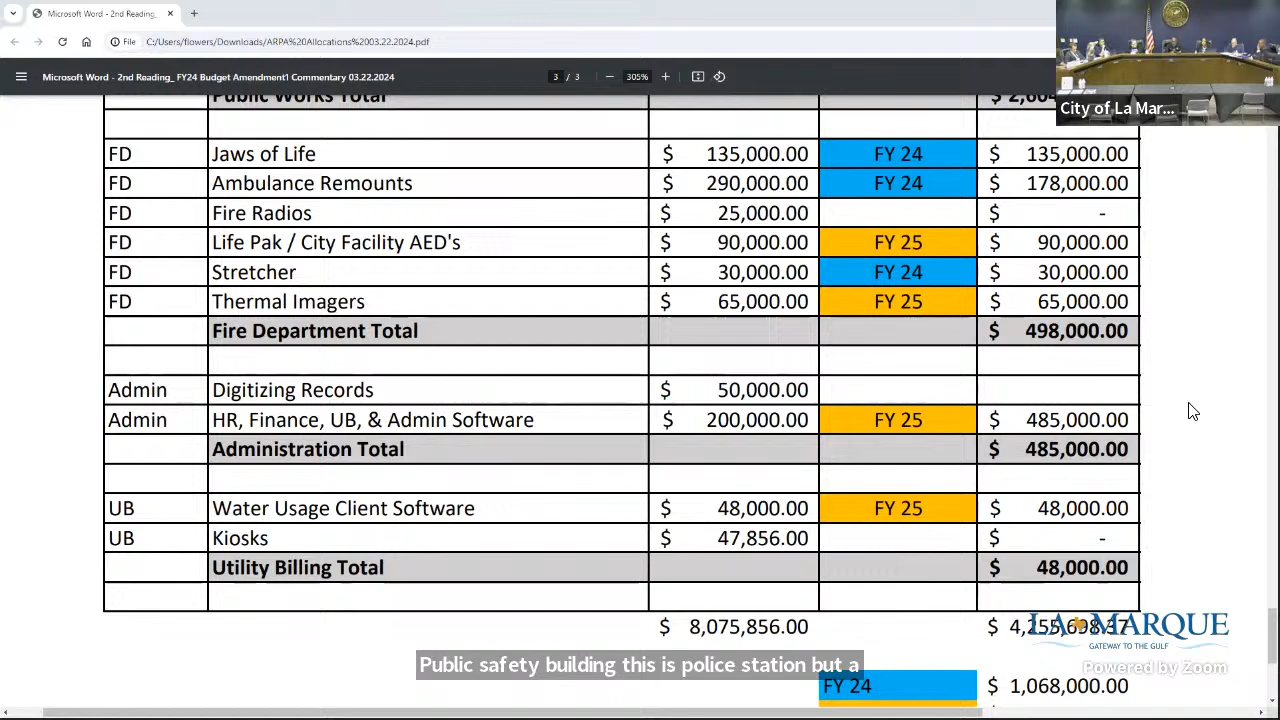 Microsoft Word - 2nd Reading_
File C:/Users/flowers/Downloads/ARPA%20Allocations%2003.22.2024.pdf
Microsoft Word - 2nd Reading_ FY24 Budget Amendment1 Commentary 03.22.2024
3 / 3
305%
City of La Mar...
Public Works Total
FD Jaws of Life $ 135,000.00 FY 24 $ 135,000.00
FD Ambulance Remounts $ 290,000.00 FY 24 $ 178,000.00
FD Fire Radios $ 25,000.00 $ -
FD Life Pak / City Facility AED's $ 90,000.00 FY 25 $ 90,000.00
FD Stretcher $ 30,000.00 FY 24 $ 30,000.00
FD Thermal Imagers $ 65,000.00 FY 25 $ 65,000.00
Fire Department Total $ 498,000.00
Admin Digitizing Records $ 50,000.00
Admin HR, Finance, UB, & Admin Software $ 200,000.00 FY 25 $ 485,000.00
Administration Total $ 485,000.00
UB Water Usage Client Software $ 48,000.00 FY 25 $ 48,000.00
UB Kiosks $ 47,856.00 $ -
Utility Billing Total $ 48,000.00
$ 8,075,856.00 $
LA MARQUE
GATEWAY TO THE GULF
Powered by Zoom
Public safety building this is police station but a
FY 24 $ 1,068,000.00